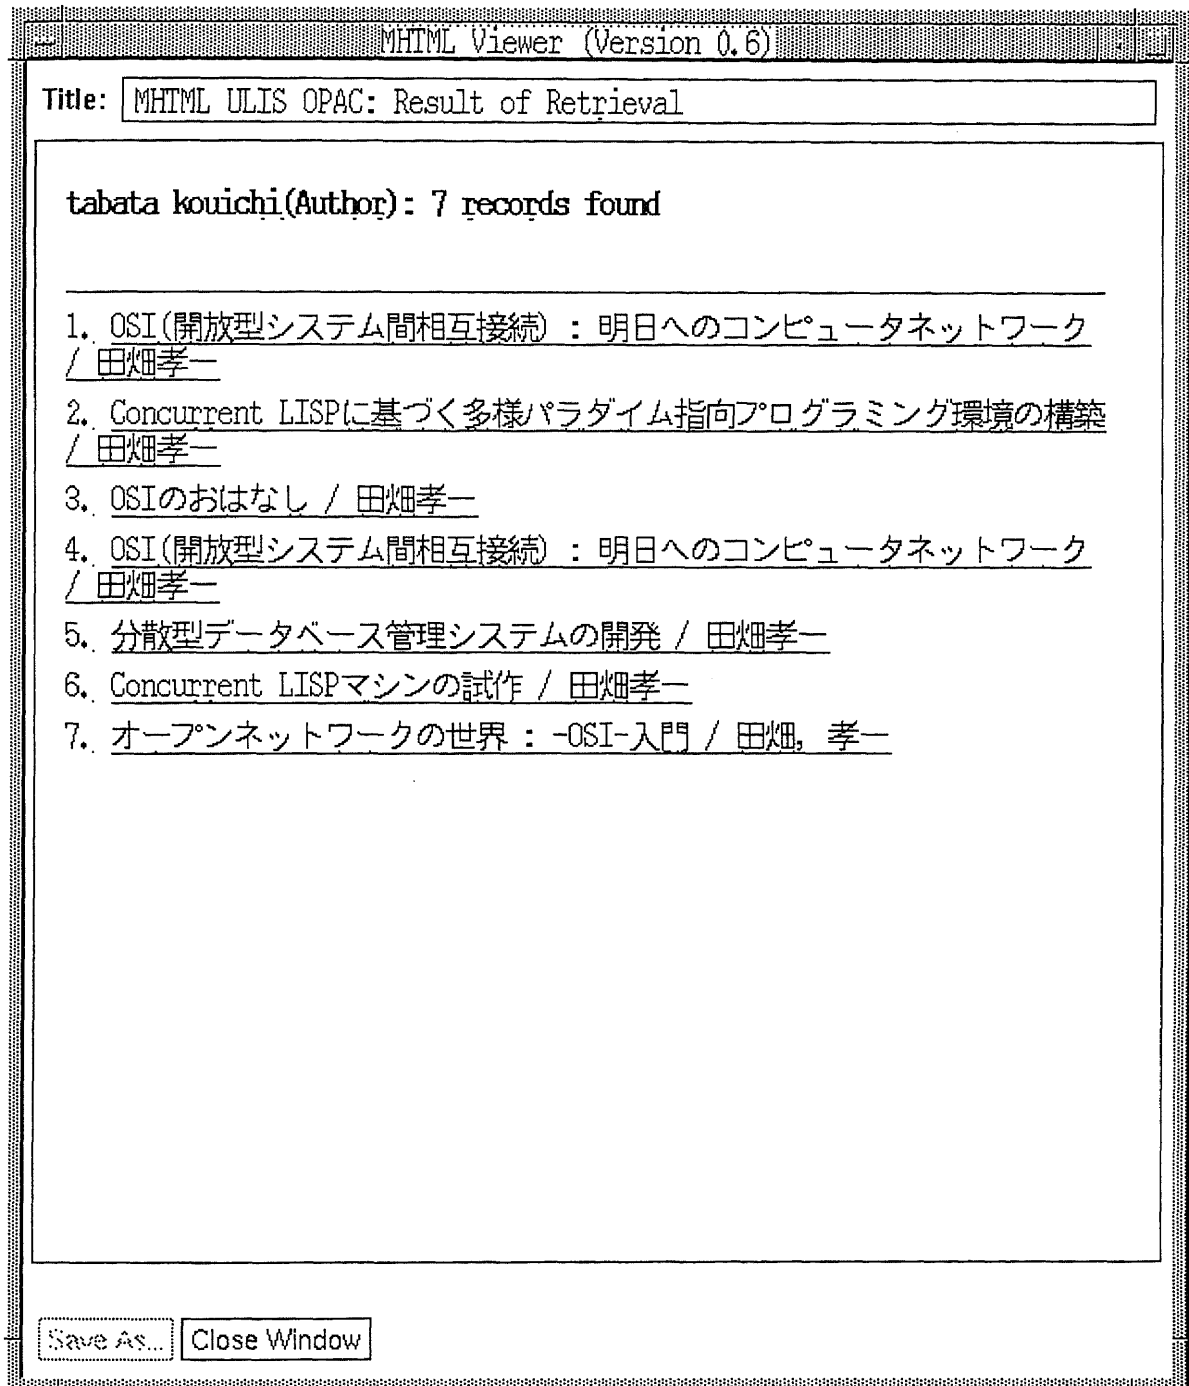 MHTML Viewer (Version 0.6)
Title: MHTML ULIS OPAC: Result of Retrieval
tabata kouichi(Author): 7 records found
1. OSI(開放型システム間相互接続) : 明日へのコンピュータネットワーク
/ 田畑孝一
2. Concurrent LISPに基づく多様パラダイム指向プログラミング環境の構築
/ 田畑孝一
3. OSIのおはなし / 田畑孝一
4. OSI(開放型システム間相互接続) : 明日へのコンピュータネットワーク
/ 田畑孝一
5. 分散型データベース管理システムの開発 / 田畑孝一
6. Concurrent LISPマシンの試作 / 田畑孝一
7. オープンネットワークの世界 : -OSI-入門 / 田畑, 孝一
Save As... Close Window